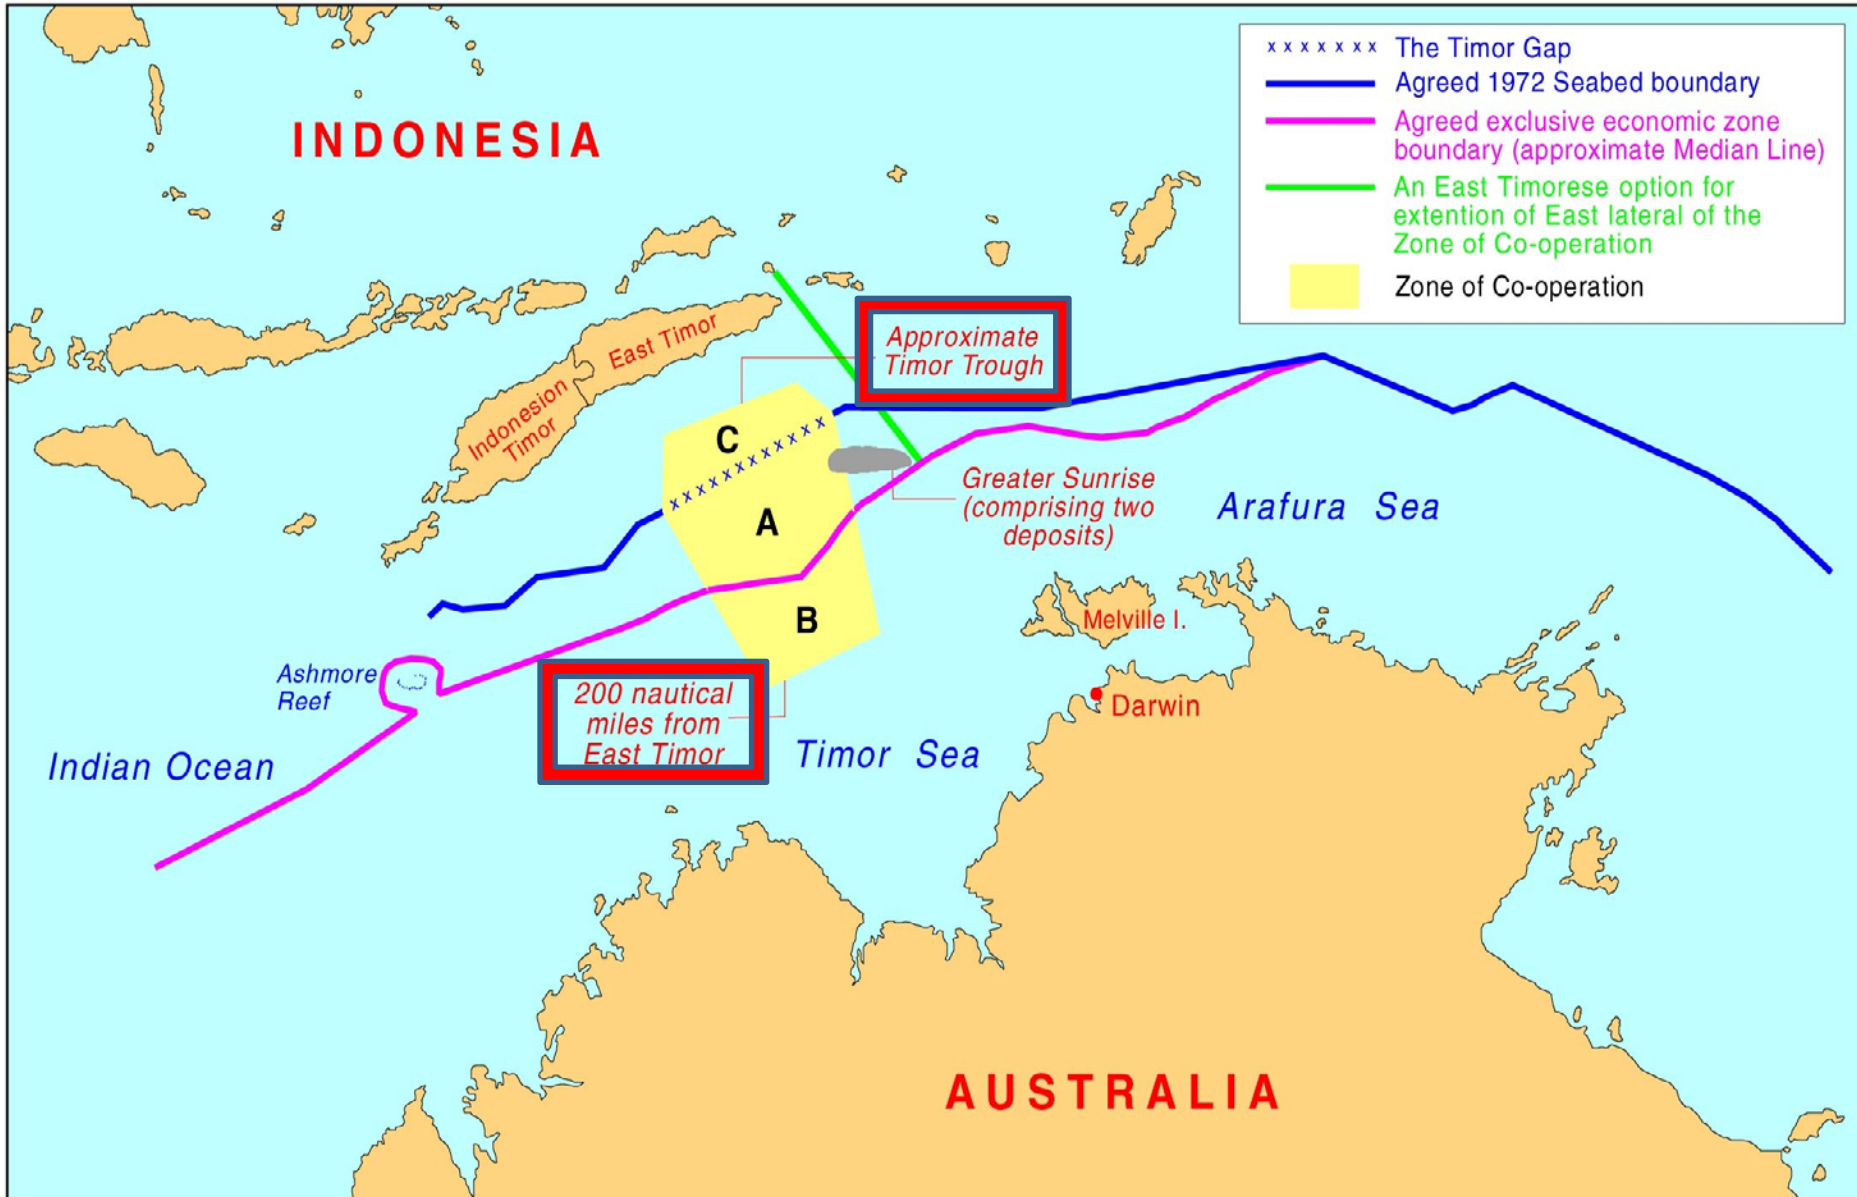 x x x x x x x The Timor Gap
Agreed 1972 Seabed boundary
Agreed exclusive economic zone
boundary (approximate Median Line)
An East Timorese option for
extention of East lateral of the
Zone of Co-operation
Zone of Co-operation
INDONESIA
East Timor
Indonesion
Timor
Approximate
Timor Trough
C
x x x x x x x x x x x x
A
B
Greater Sunrise
(comprising two
deposits)
Arafura Sea
Melville I.
Darwin
Ashmore
Reef
200 nautical
miles from
East Timor
Timor Sea
Indian Ocean
AUSTRALIA